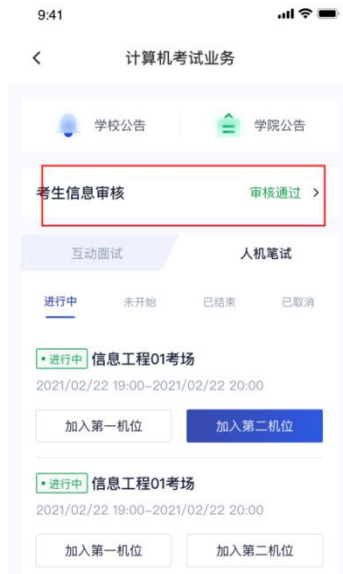 9:41
计算机考试业务
学校公告 学院公告
考生信息审核 审核通过
互动面试 人机笔试
进行中 未开始 已结束 已取消
进行中 信息工程01考场
2021/02/22 19:00-2021/02/22 20:00
加入第一机位 加入第二机位
进行中 信息工程01考场
2021/02/22 19:00-2021/02/22 20:00
加入第一机位 加入第二机位